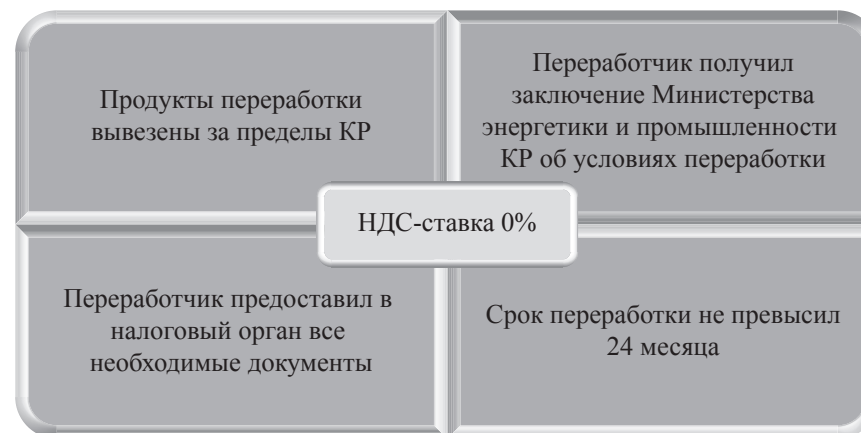 Продукты переработки
вывезены за пределы КР
Переработчик получил
заключение Министерства
энергетики и промышленности
КР об условиях переработки
НДС-ставка 0%
Переработчик предоставил в
налоговый орган все
необходимые документы
Срок переработки не превысил
24 месяца